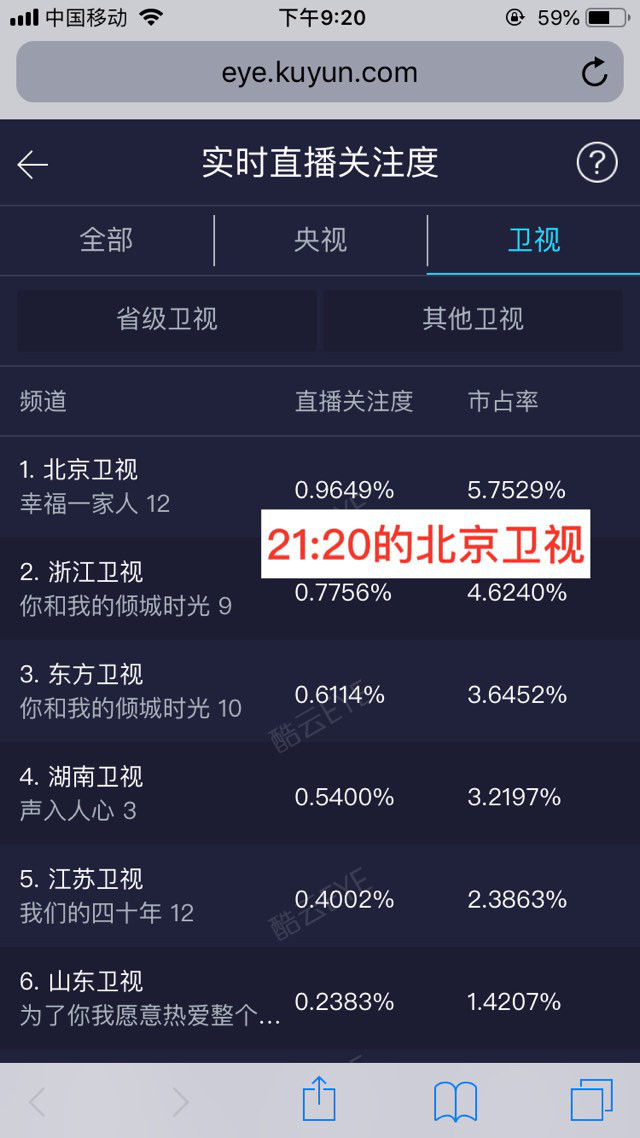 中国移动 下午9:20 59%
eye.kuyun.com
实时直播关注度 ?
全部 央视 卫视
省级卫视 其他卫视
频道 直播关注度 市占率
1. 北京卫视
幸福一家人 12
0.9649% 5.7529%
21:20的北京卫视
2. 浙江卫视
你和我的倾城时光 9
0.7756% 4.6240%
3. 东方卫视
你和我的倾城时光 10
0.6114% 3.6452%
酷云EYE
4. 湖南卫视
声入人心 3
0.5400% 3.2197%
5. 江苏卫视
我们的四十年 12
0.4002% 2.3863%
酷云EYE
6. 山东卫视
为了你我愿意热爱整个...
0.2383% 1.4207%